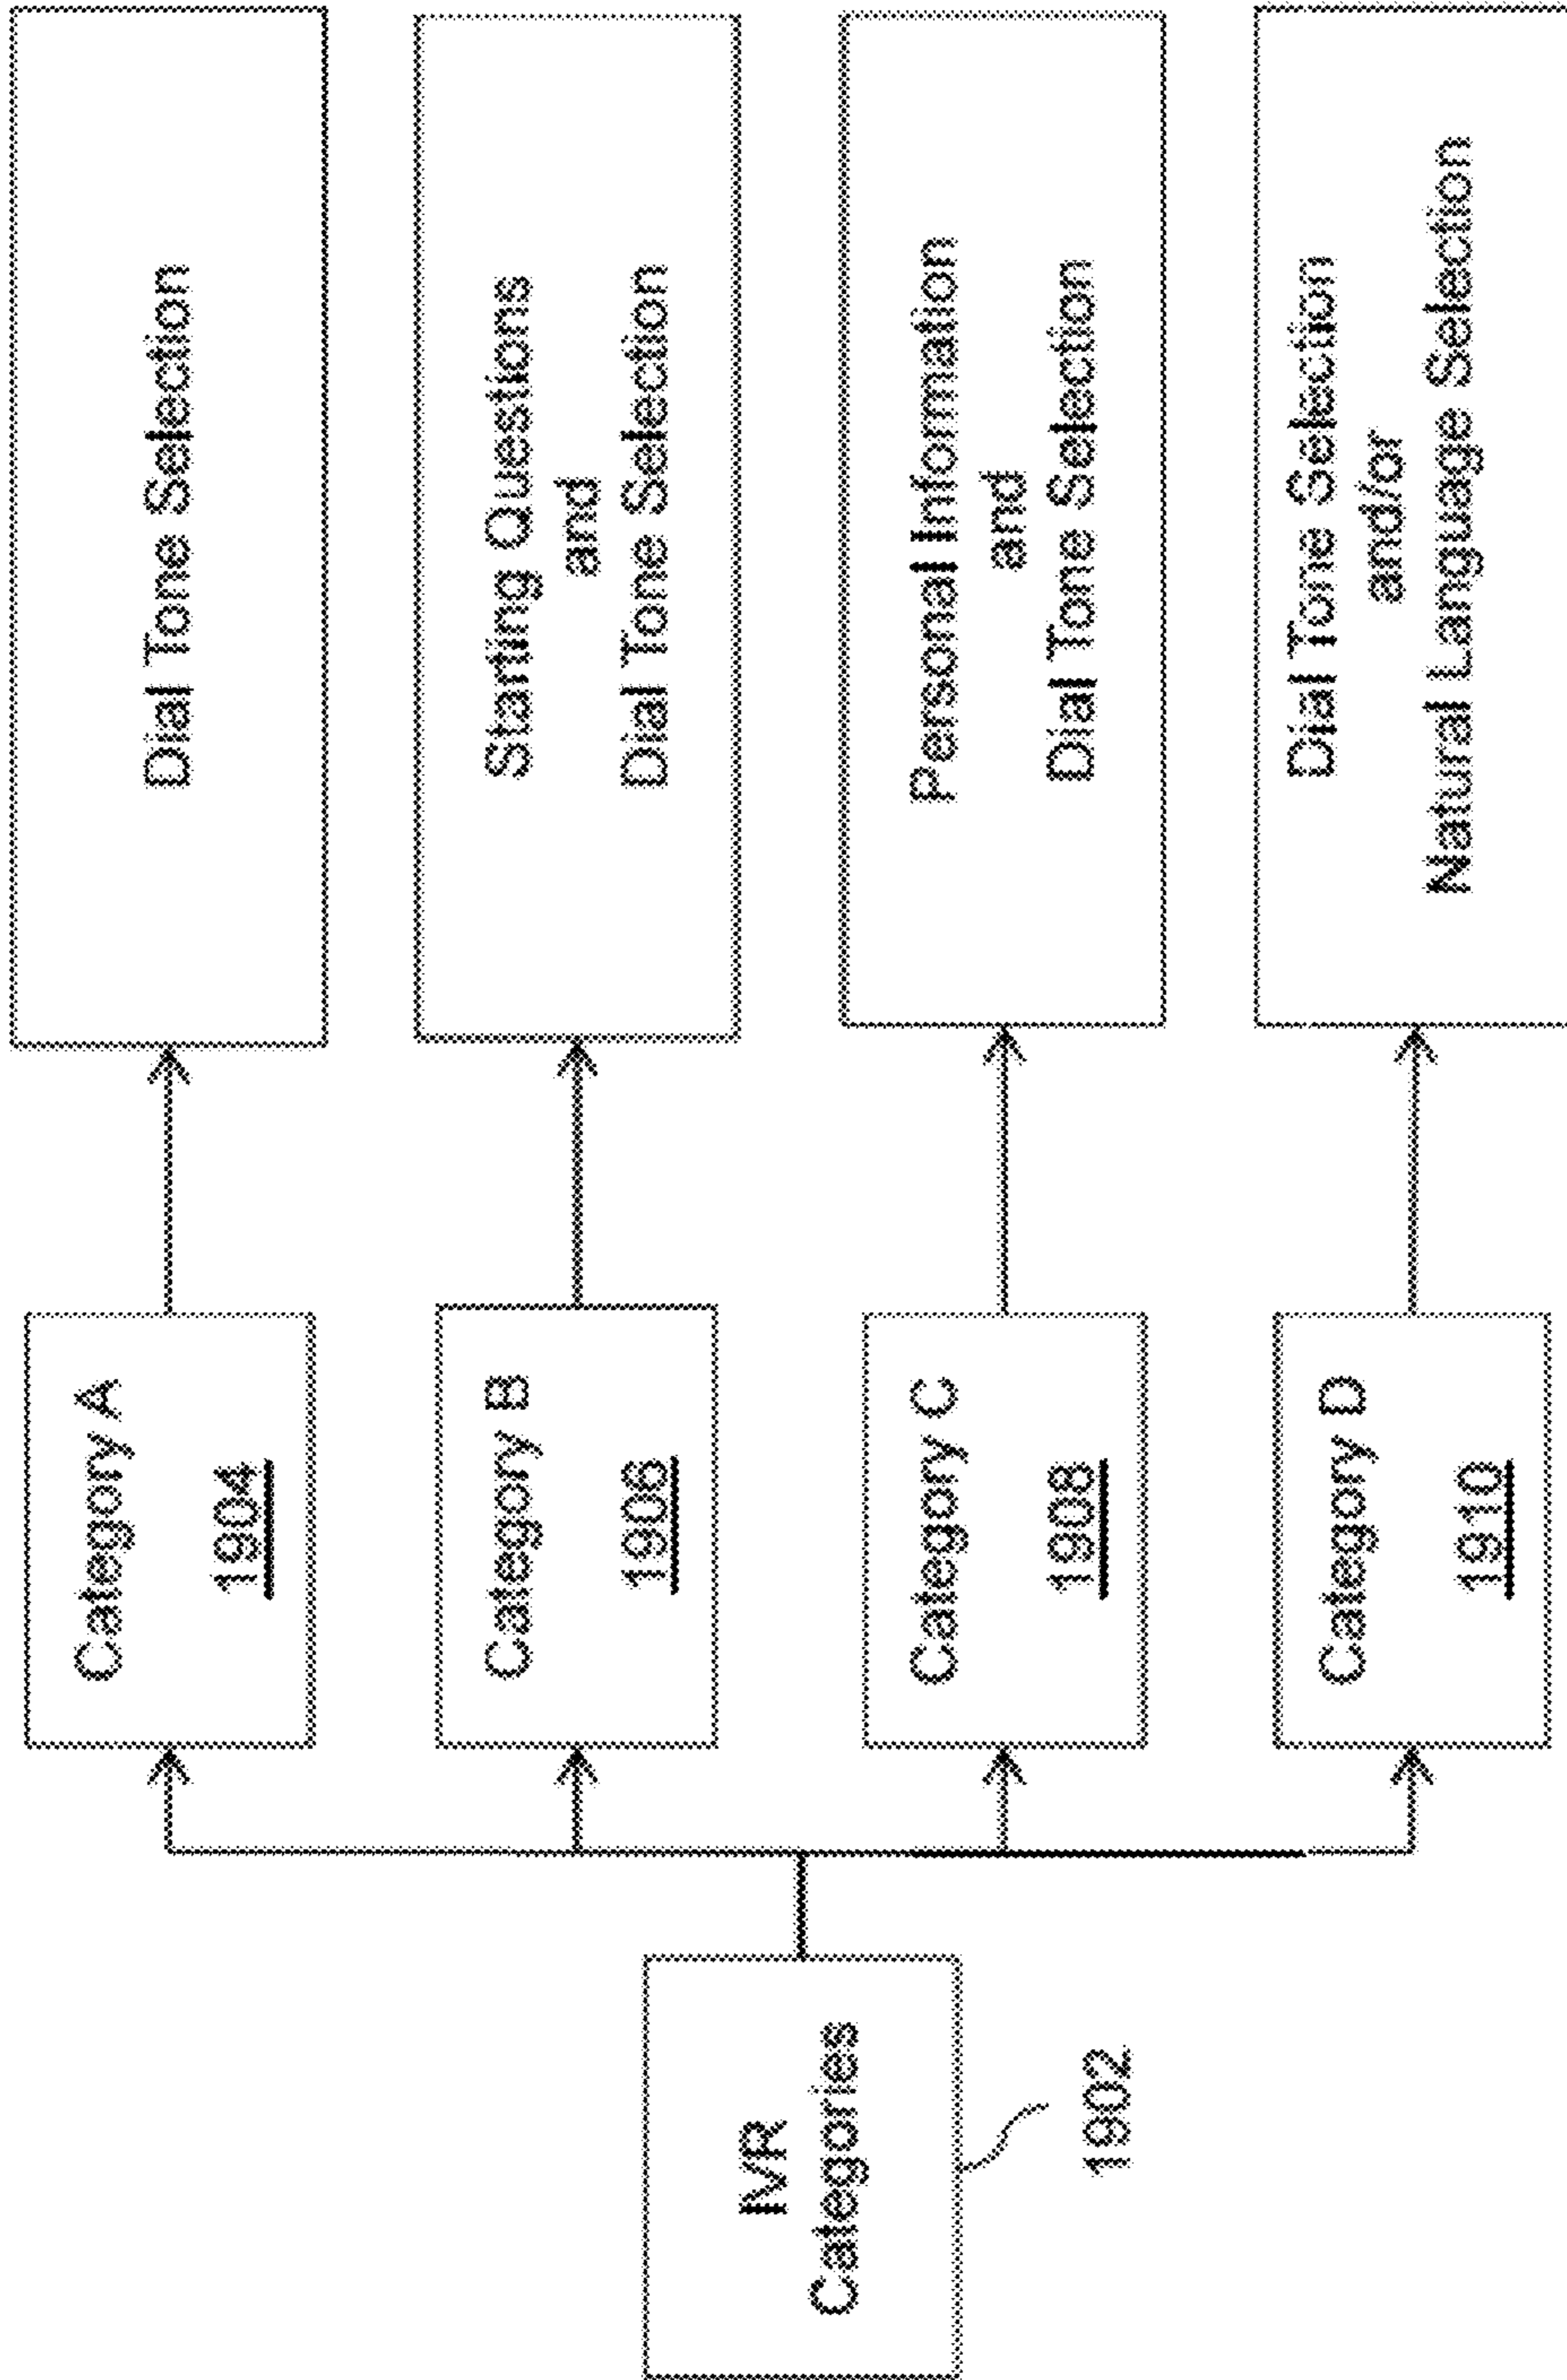 IVR
Categories
1902
Category A
1904
Dial Tone Selection
Category B
1906
Starting Questions
and
Dial Tone Selection
Category C
1908
Personal Information
and
Dial Tone Selection
Category D
1910
Dial Tone Selection
and/or
Natural Language Selection